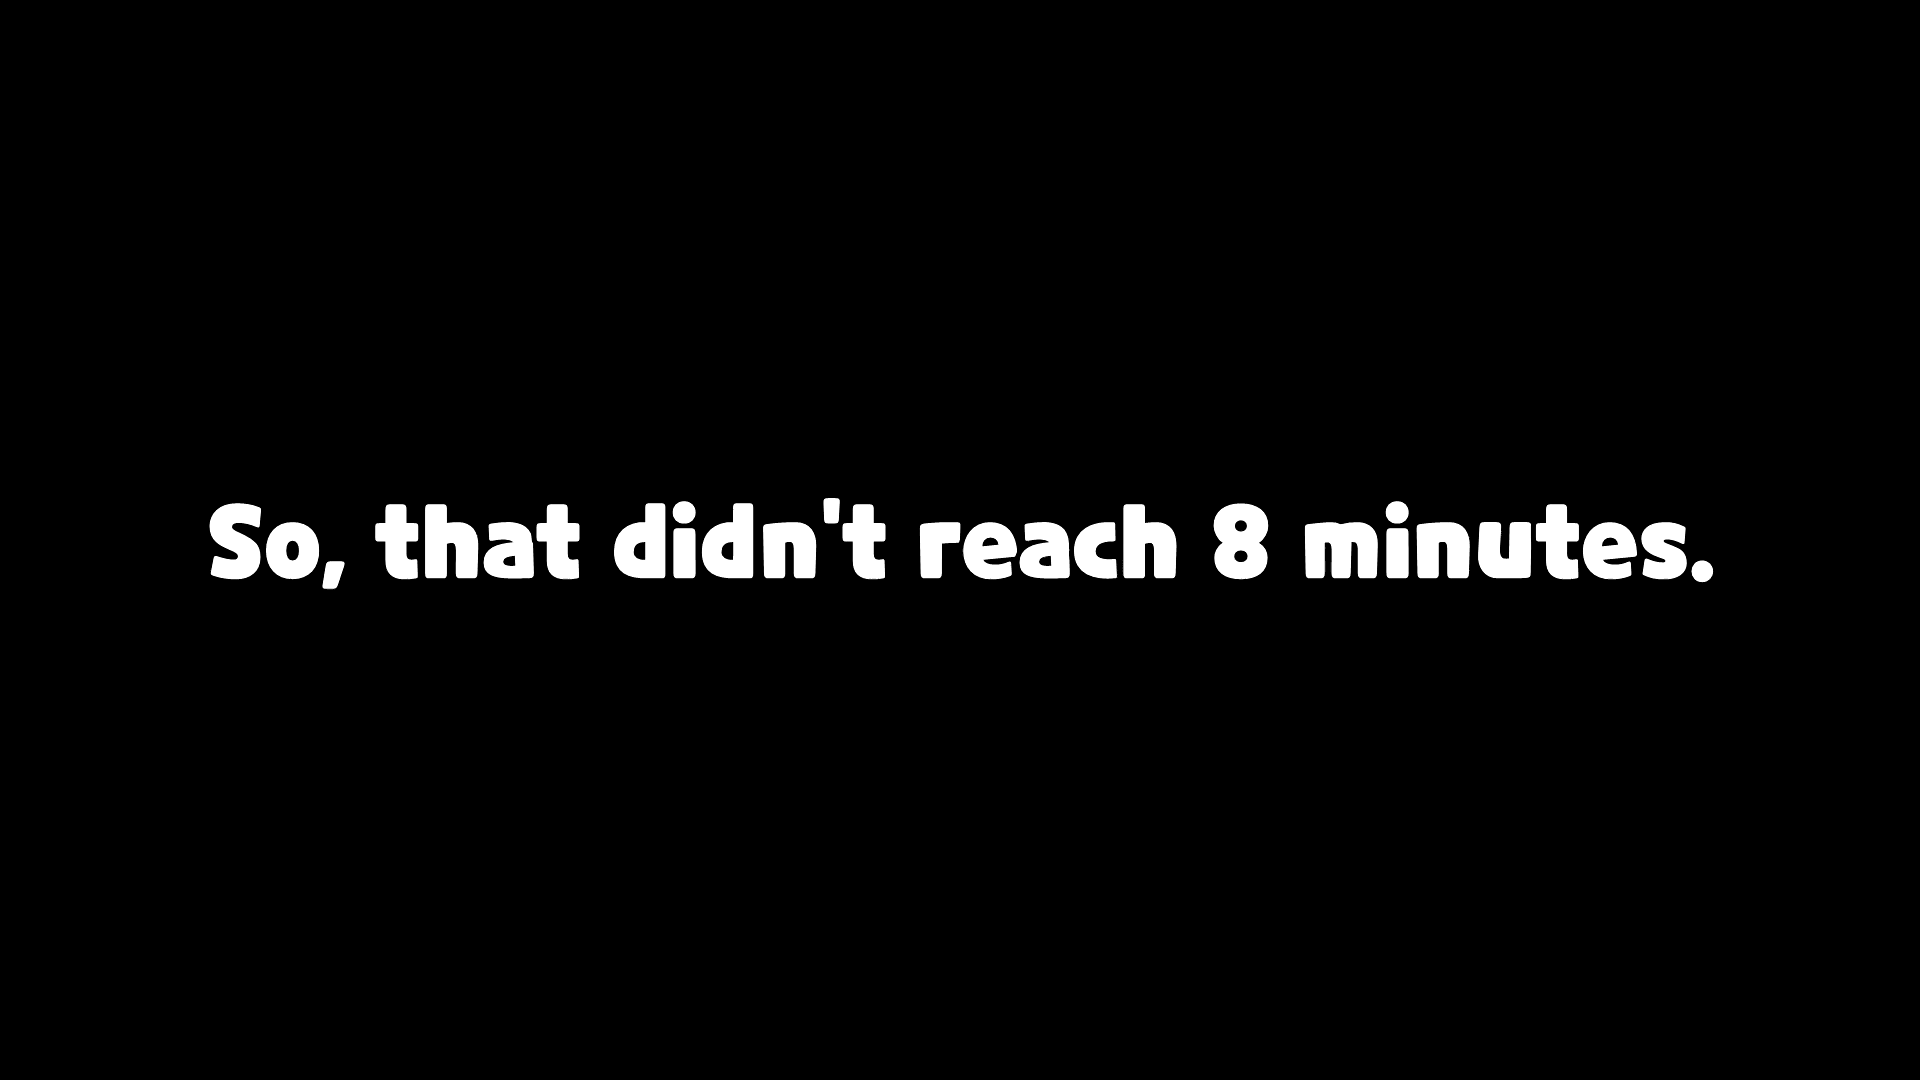 So, that didn't reach 8 minutes.